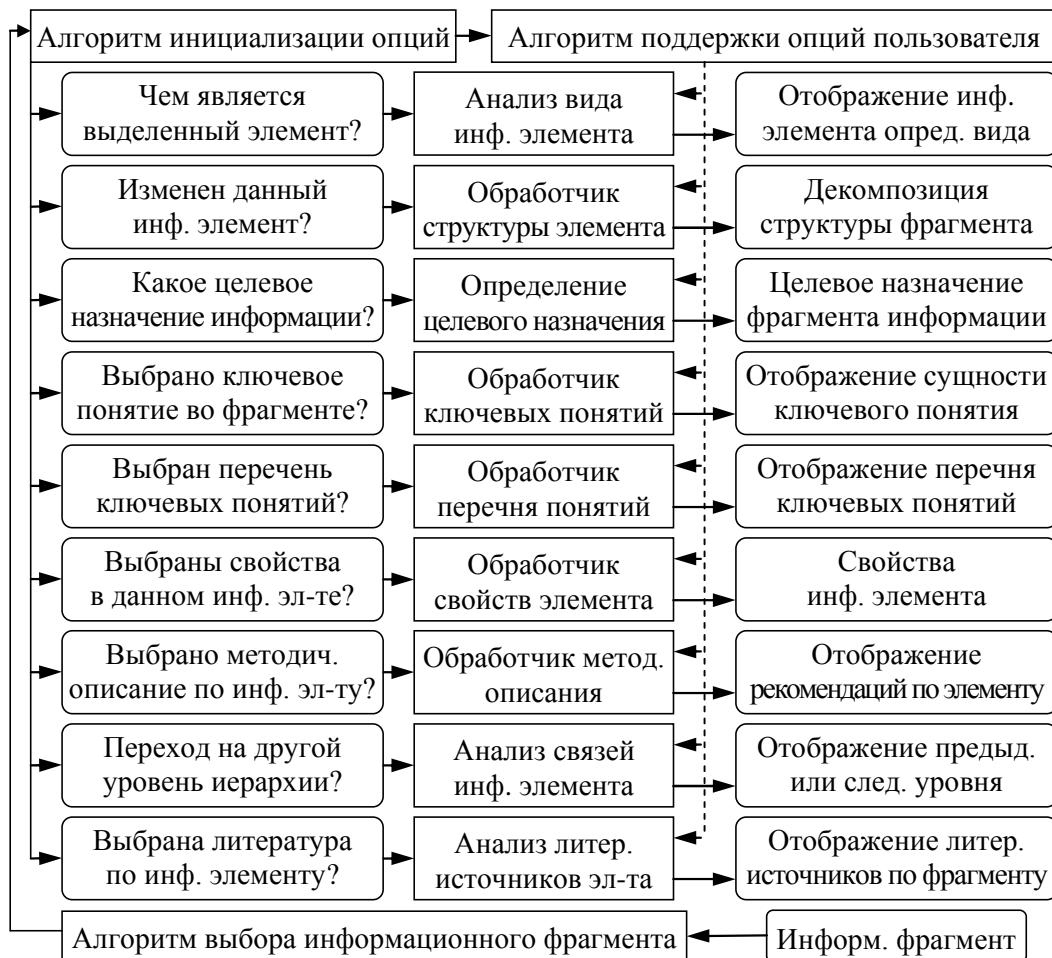 Алгоритм инициализации опций
Алгоритм поддержки опций пользователя
Чем является
выделенный элемент?
Анализ вида
инф. элемента
Отображение инф.
элемента опред. вида
Изменен данный
инф. элемент?
Обработчик
структуры элемента
Декомпозиция
структуры фрагмента
Какое целевое
назначение информации?
Определение
целевого назначения
Целевое назначение
фрагмента информации
Выбрано ключевое
понятие во фрагменте?
Обработчик
ключевых понятий
Отображение сущности
ключевого понятия
Выбран перечень
ключевых понятий?
Обработчик
перечня понятий
Отображение перечня
ключевых понятий
Выбраны свойства
в данном инф. эл-те?
Обработчик
свойств элемента
Свойства
инф. элемента
Выбрано методич.
описание по инф. эл-ту?
Обработчик метод.
описания
Отображение
рекомендаций по элементу
Переход на другой
уровень иерархии?
Анализ связей
инф. элемента
Отображение предыд.
или след. уровня
Выбрана литература
по инф. элементу?
Анализ литер.
источников эл-та
Отображение литер.
источников по фрагменту
Алгоритм выбора информационного фрагмента
Информ. фрагмент